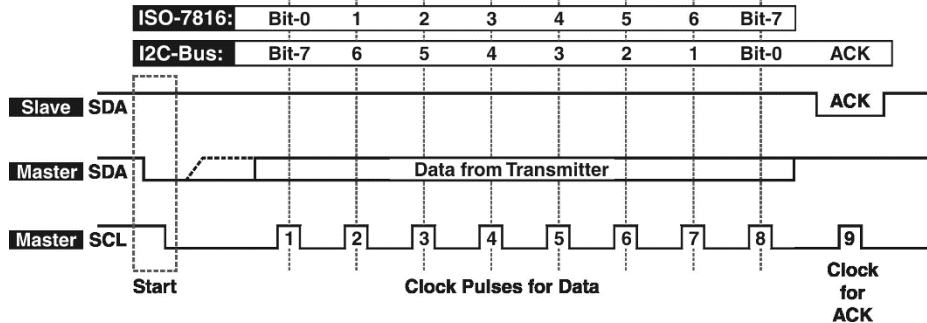 ISO-7816: Bit-0 1 2 3 4 5 6 Bit-7
I2C-Bus: Bit-7 6 5 4 3 2 1 Bit-0 ACK
Slave SDA ACK
Master SDA Data from Transmitter
Master SCL 1 2 3 4 5 6 7 8 9
Start Clock Pulses for Data Clock
for
ACK